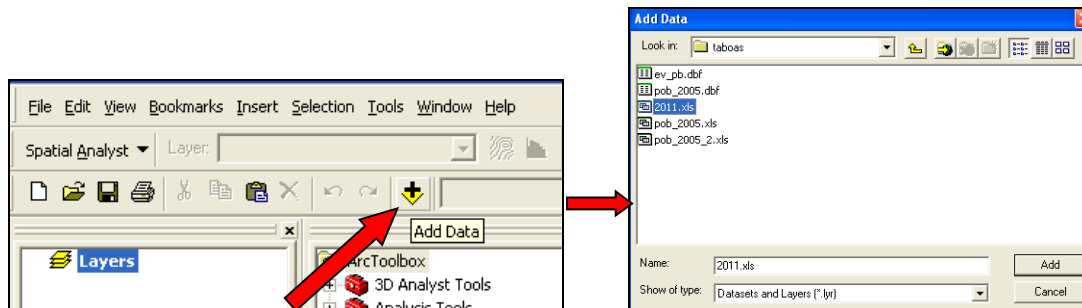 File Edit View Bookmarks Insert Selection Tools Window Help
Spatial Analyst Layer:
Add Data
Layers
ArcToolbox
3D Analyst Tools
Analysis Tools
Add Data
Look in: taboas
ev_pb.dbf
pob_2005.dbf
2011.xls
pob_2005.xls
pob_2005_2.xls
Name: 2011.xls Add
Show of type: Datasets and Layers (*.lyr) Cancel